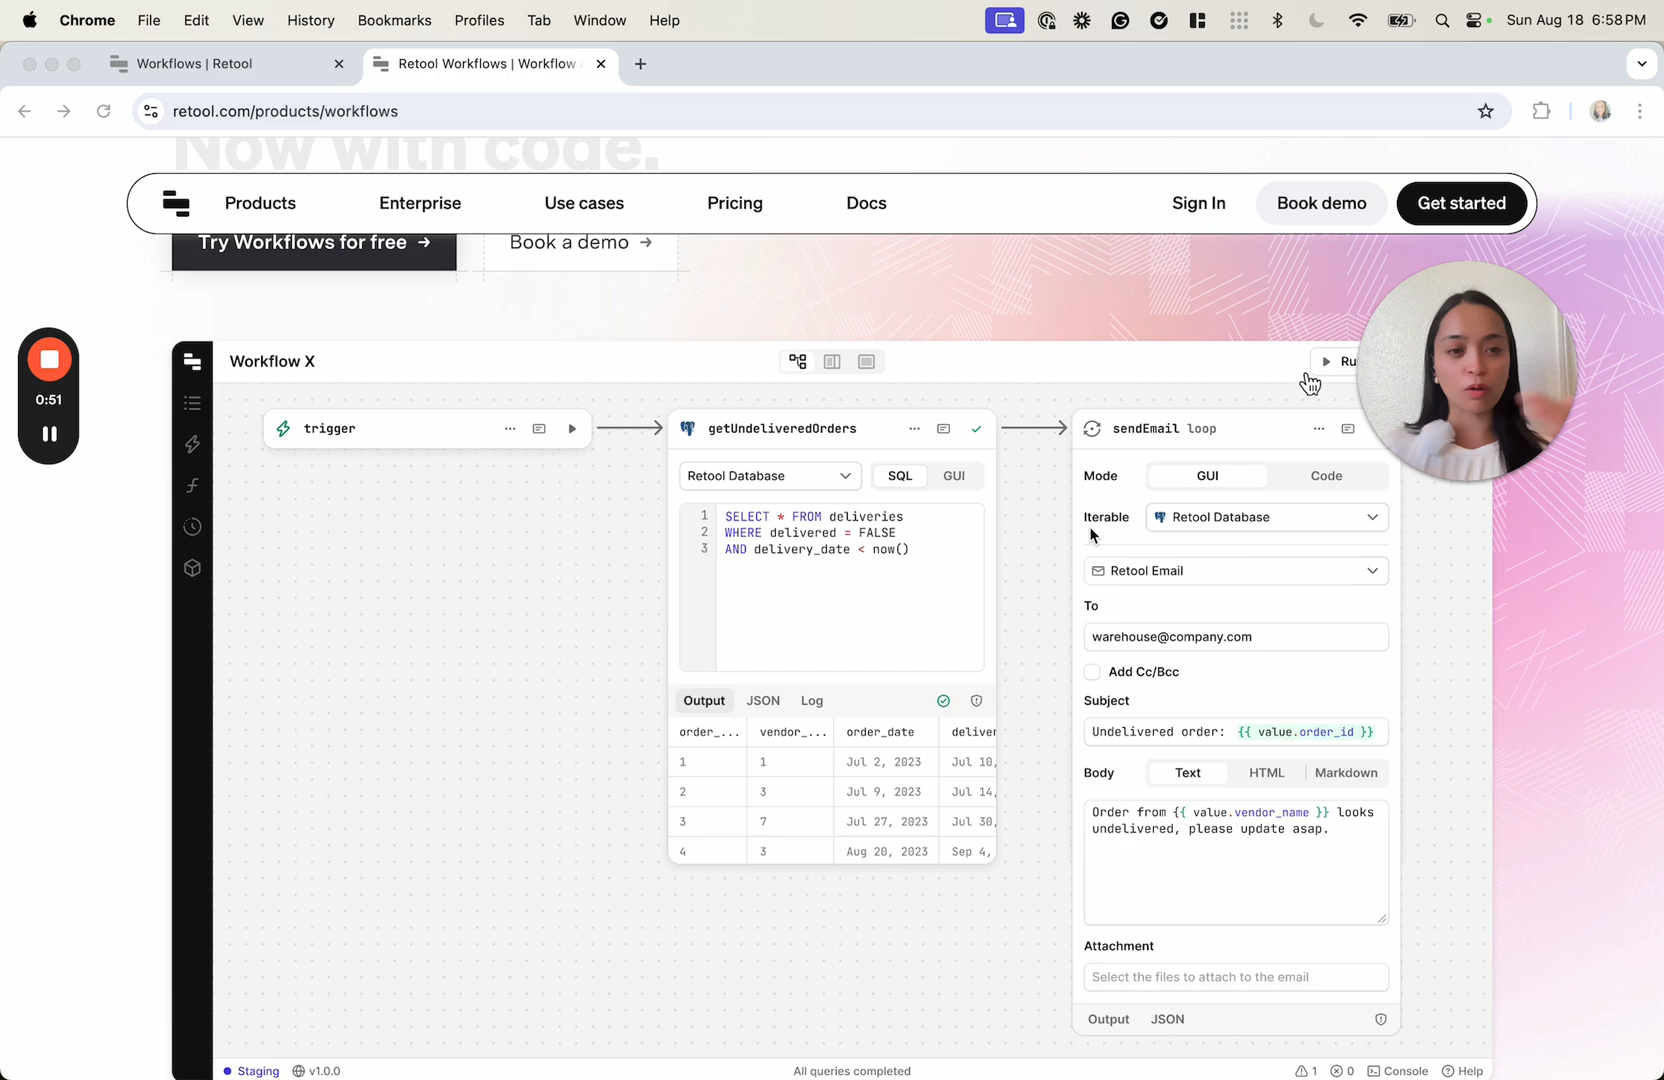 Chrome File Edit View History Bookmarks Profiles Tab Window Help Sun Aug 18 6:58 PM
Workflows | Retool
Retool Workflows | Workflow
retool.com/products/workflows
Now with code.
Products Enterprise Use cases Pricing Docs Sign In Book demo Get started
Try Workflows for free →
Book a demo →
0:51
Workflow X
Ru
trigger
getUndeliveredOrders
Retool Database
SQL GUI
1 SELECT * FROM deliveries
2 WHERE delivered = FALSE
3 AND delivery_date < now()
Output JSON Log
order_... vendor_... order_date deliver
1 1 Jul 2, 2023 Jul 10,
2 3 Jul 9, 2023 Jul 14,
3 7 Jul 27, 2023 Jul 30,
4 3 Aug 20, 2023 Sep 4,
sendEmail loop
Mode GUI Code
Iterable Retool Database
Retool Email
To
warehouse@company.com
Add Cc/Bcc
Subject
Undelivered order: {{ value.order_id }}
Body Text HTML Markdown
Order from {{ value.vendor_name }} looks
undelivered, please update asap.
Attachment
Select the files to attach to the email
Output JSON
Staging v1.0.0 All queries completed 1 0 Console Help